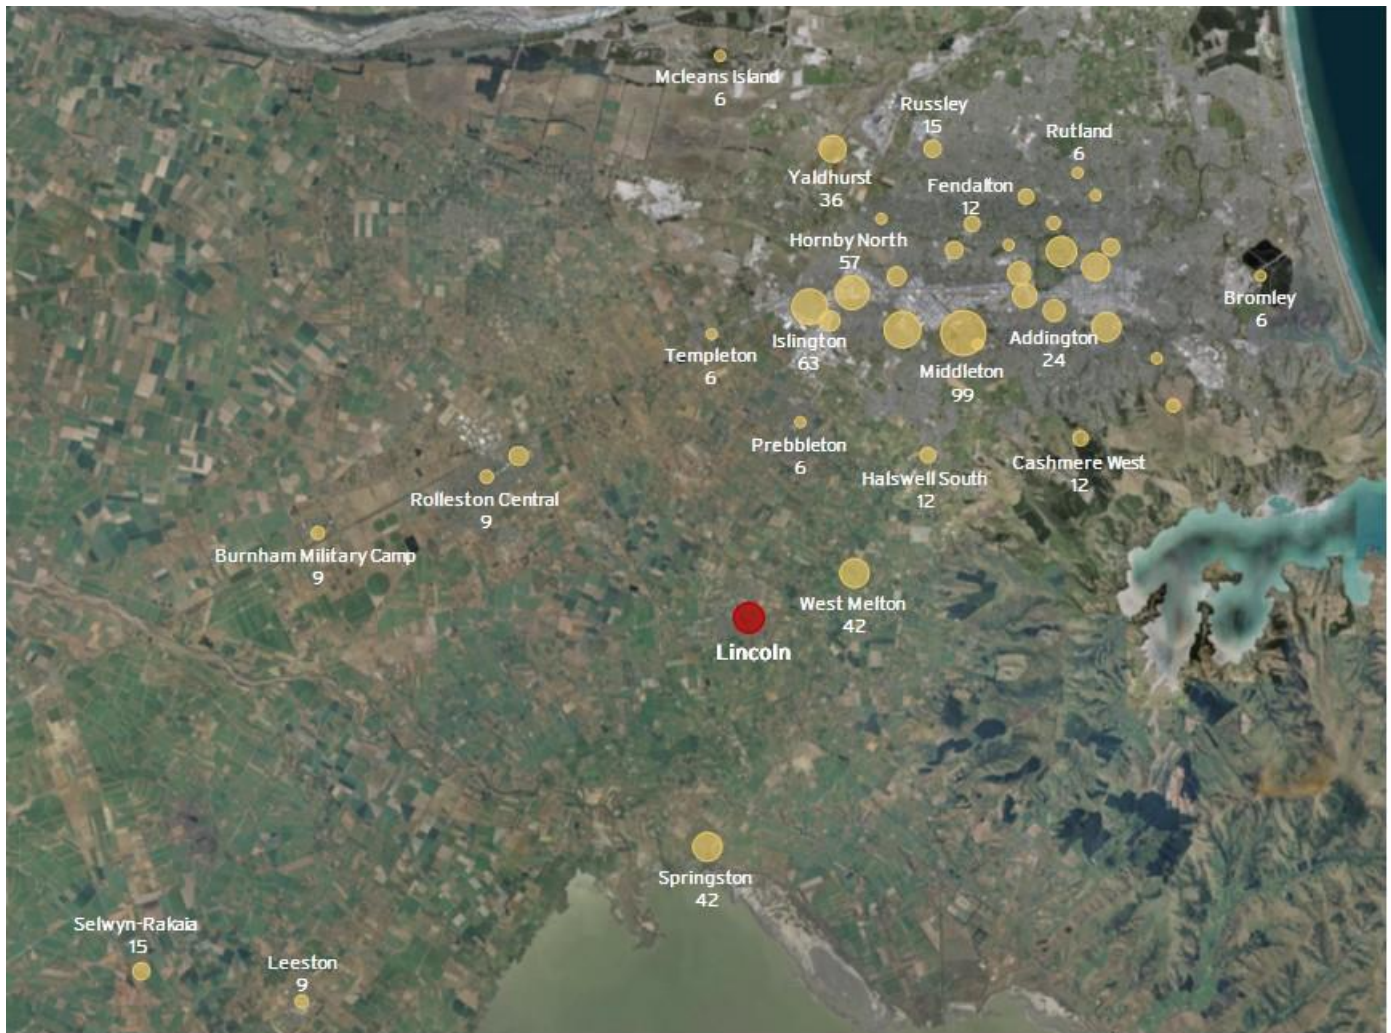 Mcleans Island
6
Russley
15
Rutland
6
Yaldhurst
36
Fendalton
12
Hornby North
57
Bromley
6
Islington
63
Addington
24
Templeton
6
Middleton
99
Prebbleton
6
Halswell South
12
Cashmere West
12
Rolleston Central
9
Burnham Military Camp
9
West Melton
42
Lincoln
Springston
42
Selwyn-Rakaia
15
Leeston
9